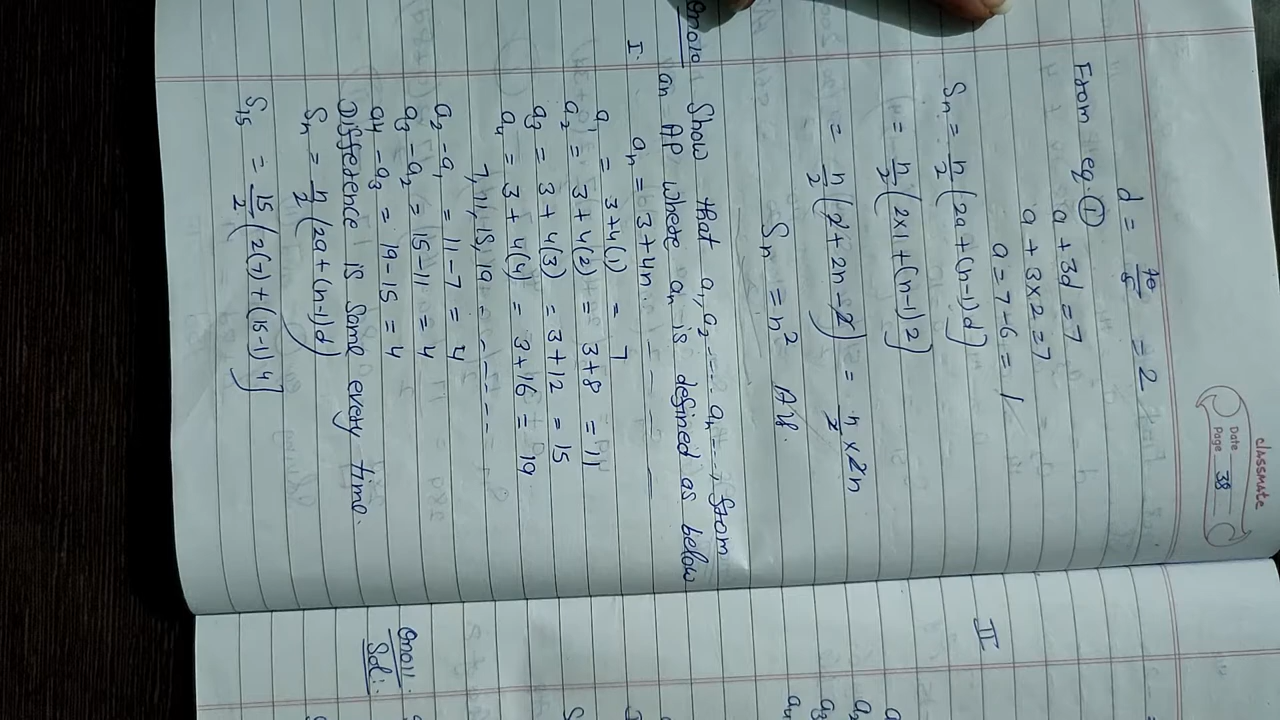 classmate
Date
Page 38
d = 10/5 = 2
From eq. ①
a + 3d = 7
a + 3×2 = 7
a = 7-6 = 1
Sn = n/2 (2a + (n-1)d)
= n/2 (2×1 + (n-1) 2)
= n/2 (2 + 2n - 2) = n/2 × 2n
Sn = n² Ay.
Qno10 Show that a1, a2 ---- an ---, from
an AP where an is defined as below
I. an = 3+4n.
a1 = 3+4(1) = 7
a2 = 3+4(2) = 3+8 = 11
a3 = 3 + 4(3) = 3+12 = 15
a4 = 3 + 4(4) = 3+16 = 19
7, 11, 15, 19 - - - - - -
a2 - a1 = 11 - 7 = 4
a3 - a2 = 15 - 11 = 4
a4 - a3 = 19 - 15 = 4
Difference is same every time.
Sn = n/2 (2a + (n-1)d)
S15 = 15/2 (2(7) + (15-1) 4)
II
a2
a3
a4
Qno11.
Sol: